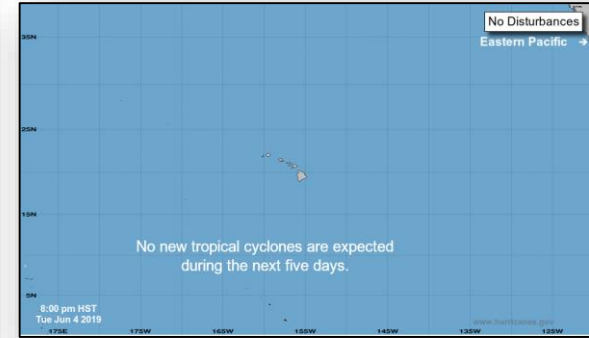 No Disturbances
Eastern Pacific →
35N
25N
15N
5N
No new tropical cyclones are expected
during the next five days.
8:00 pm HST
Tue Jun 4 2019
www.hurricanes.gov
175E
175W
165W
155W
145W
135W
125W